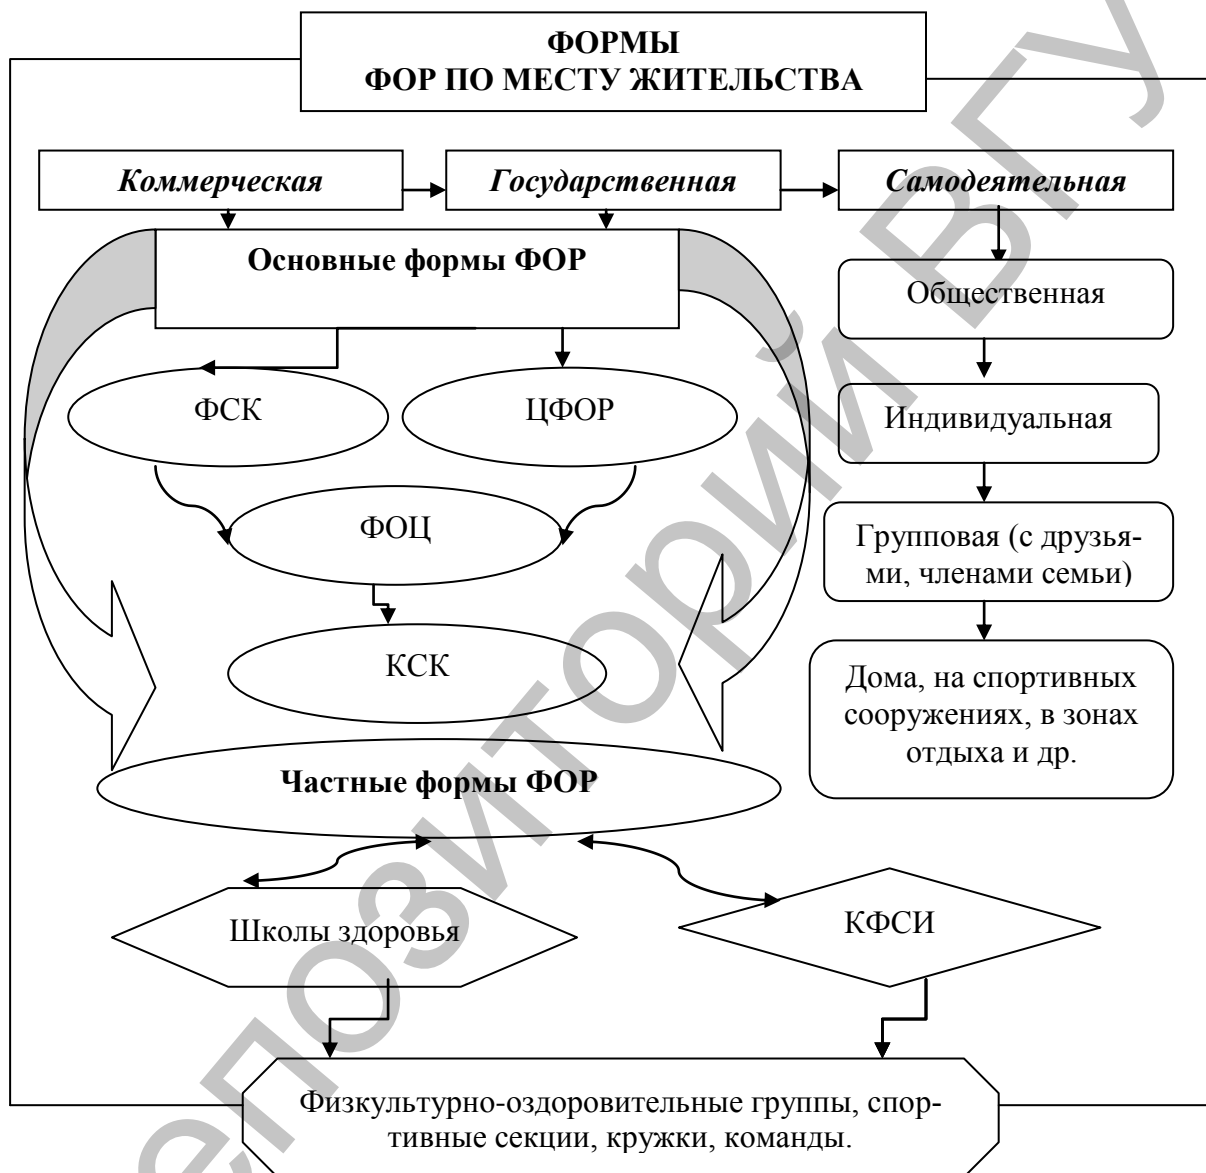 ФОРМЫ
ФОР ПО МЕСТУ ЖИТЕЛЬСТВА
Коммерческая
Государственная
Самодеятельная
Основные формы ФОР
Общественная
ФСК
ЦФОР
Индивидуальная
ФОЦ
Групповая (с друзья-
ми, членами семьи)
КСК
Дома, на спортивных
сооружениях, в зонах
отдыха и др.
Частные формы ФОР
Школы здоровья
КФСИ
Физкультурно-оздоровительные группы, спор-
тивные секции, кружки, команды.
епозиторий ВГУ